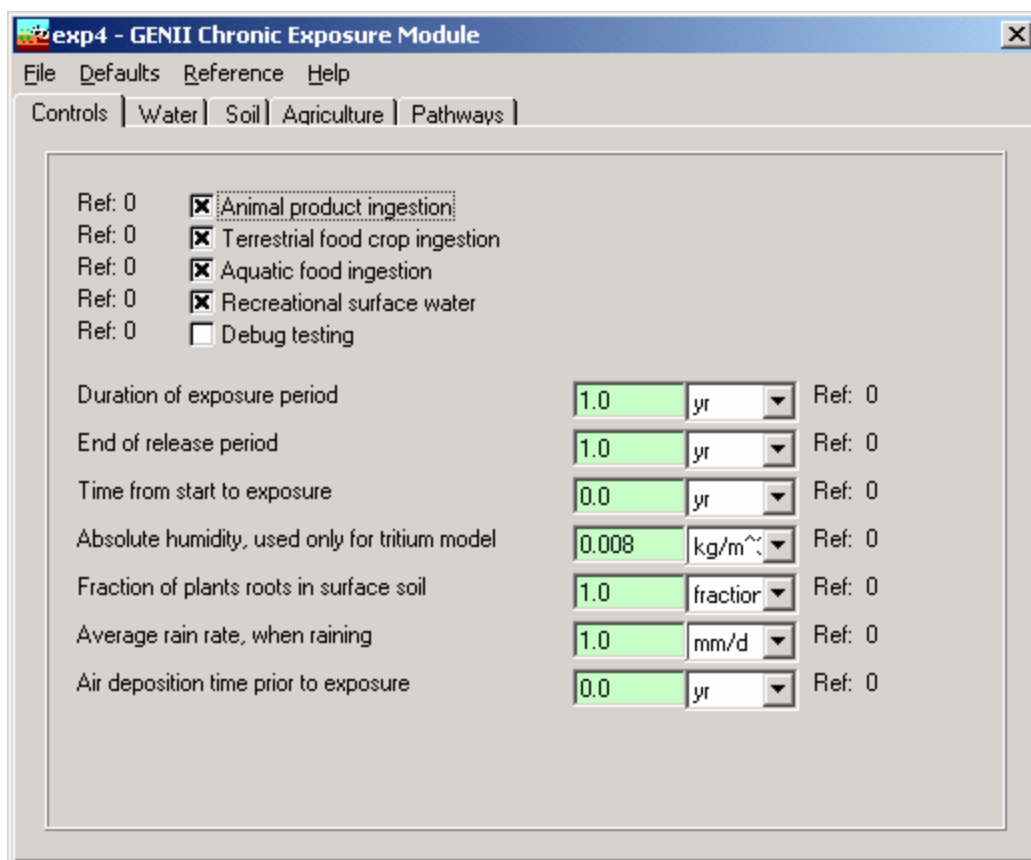 exp4 - GENII Chronic Exposure Module
File Defaults Reference Help
Controls Water Soil Agriculture Pathways
Ref: 0 Animal product ingestion
Ref: 0 Terrestrial food crop ingestion
Ref: 0 Aquatic food ingestion
Ref: 0 Recreational surface water
Ref: 0 Debug testing
Duration of exposure period 1.0 yr Ref: 0
End of release period 1.0 yr Ref: 0
Time from start to exposure 0.0 yr Ref: 0
Absolute humidity, used only for tritium model 0.008 kg/m^ Ref: 0
Fraction of plants roots in surface soil 1.0 fraction Ref: 0
Average rain rate, when raining 1.0 mm/d Ref: 0
Air deposition time prior to exposure 0.0 yr Ref: 0